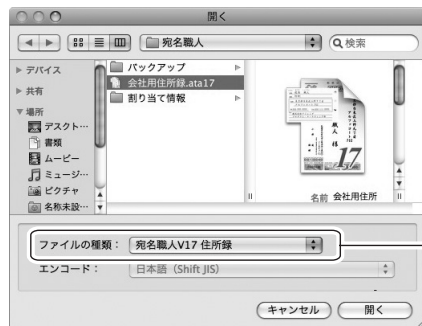 開く
宛名職人
検索
デバイス
共有
場所
デスクト…
書類
ムービー
ミュージ…
ピクチャ
名称未設…
バックアップ
会社用住所録.ata17
割り当て情報
職人 様
17
名前 会社用住所
ファイルの種類： 宛名職人V17 住所録
エンコード： 日本語（Shift JIS）
キャンセル
開く